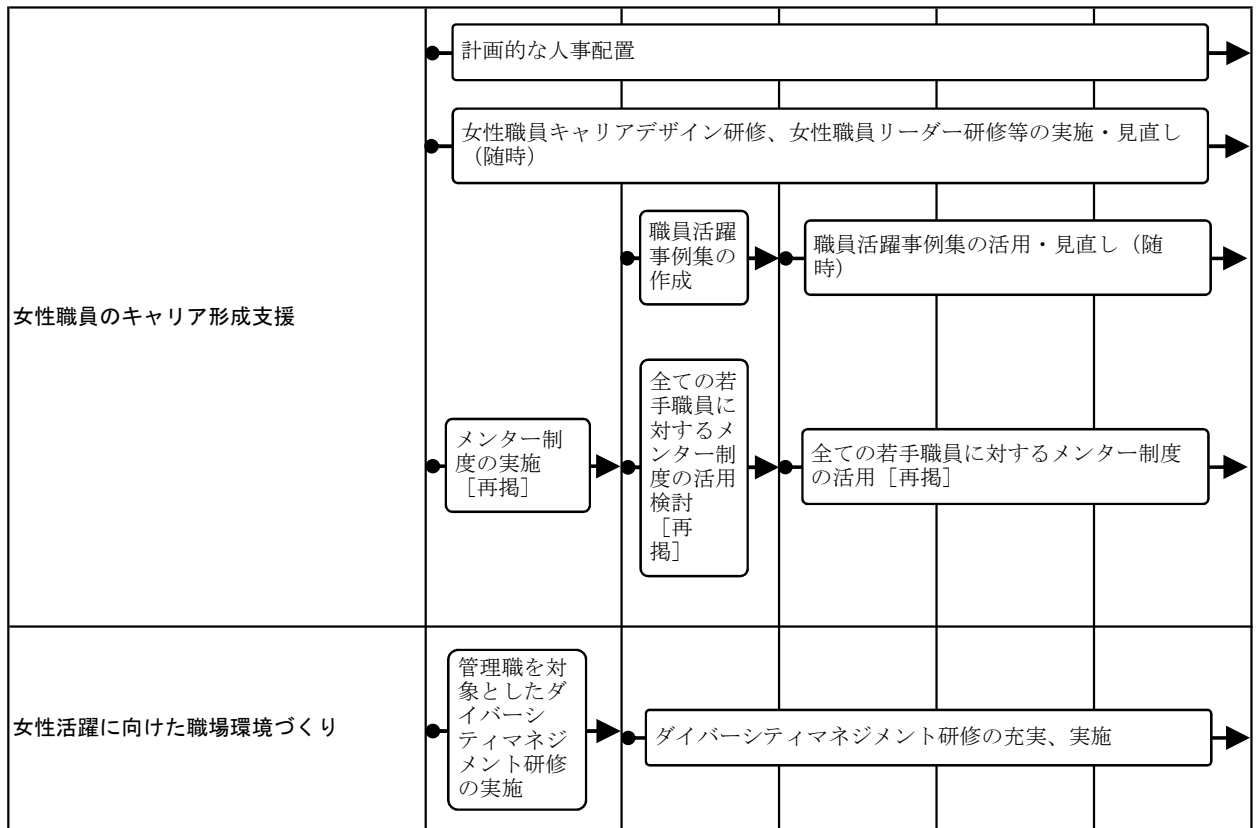 計画的な人事配置
女性職員キャリアデザイン研修、女性職員リーダー研修等の実施・見直し
（随時）
職員活躍
事例集の
作成
職員活躍事例集の活用・見直し（随
時）
女性職員のキャリア形成支援
メンター制
度の実施
［再掲］
全ての若
手職員に
対するメ
ンター制
度の活用
検討
［再
掲］
全ての若手職員に対するメンター制度
の活用［再掲］
女性活躍に向けた職場環境づくり
管理職を対
象としたダ
イバーシ
ティマネジ
メント研修
の実施
ダイバーシティマネジメント研修の充実、実施